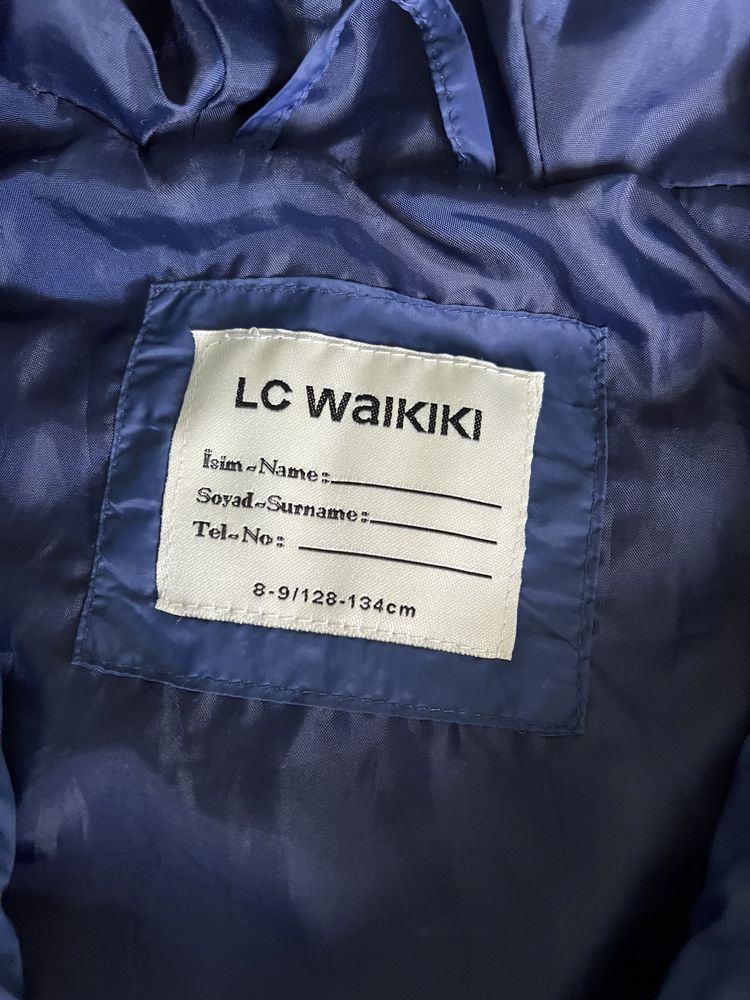 LC WaIKIKI
İsim-Name:
Soyad-Surname:
Tel-No:
8-9/128-134cm